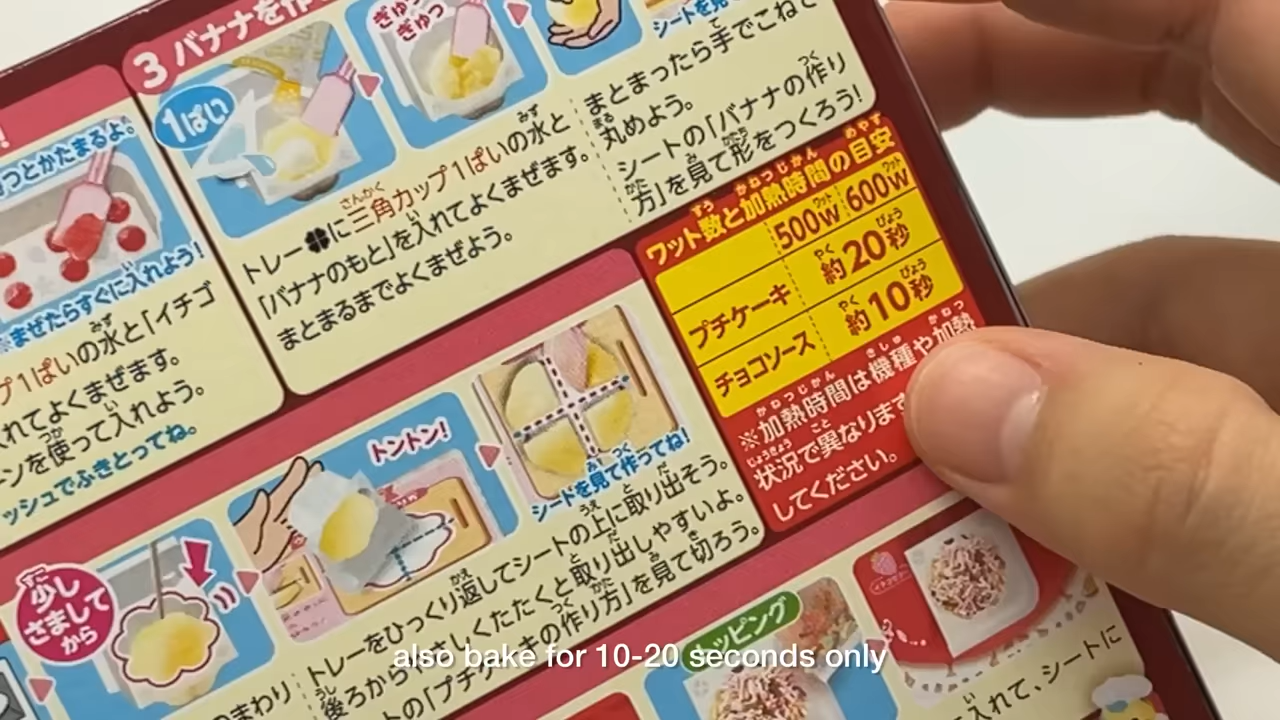 3 バナナを作
1ぱい
ぎゅっ
ぎゅっ
シートを見
トレーに三角カップ1ぱいの水と
「バナナのもと」を入れてよくまぜます。
まとまるまでよくまぜよう。
まとまったら手でこねて
丸めよう。
シートの「バナナの作り
方」を見て形をつくろう!
とかたまるよ。
※まぜたらすぐに入れよう!
プ1ぱいの水と「イチゴ
れてよくまぜます。
ンを使って入れよう。
ッシュでふきとってね。
ワット数と加熱時間の目安
500W 600W
プチケーキ 約20秒
チョコソース 約10秒
※加熱時間は機種や加熱
状況で異なります
してください。
少し
さまして
から
トントン!
シートを見て作ってね!
のまわり
トレーをひっくり返してシートの上に取り出そう。
後ろからやさしくたたくと取り出しやすいよ。
トの「プチケーキの作り方」を見て切ろう。
トッピング
入れて、シートに
also bake for 10-20 seconds only